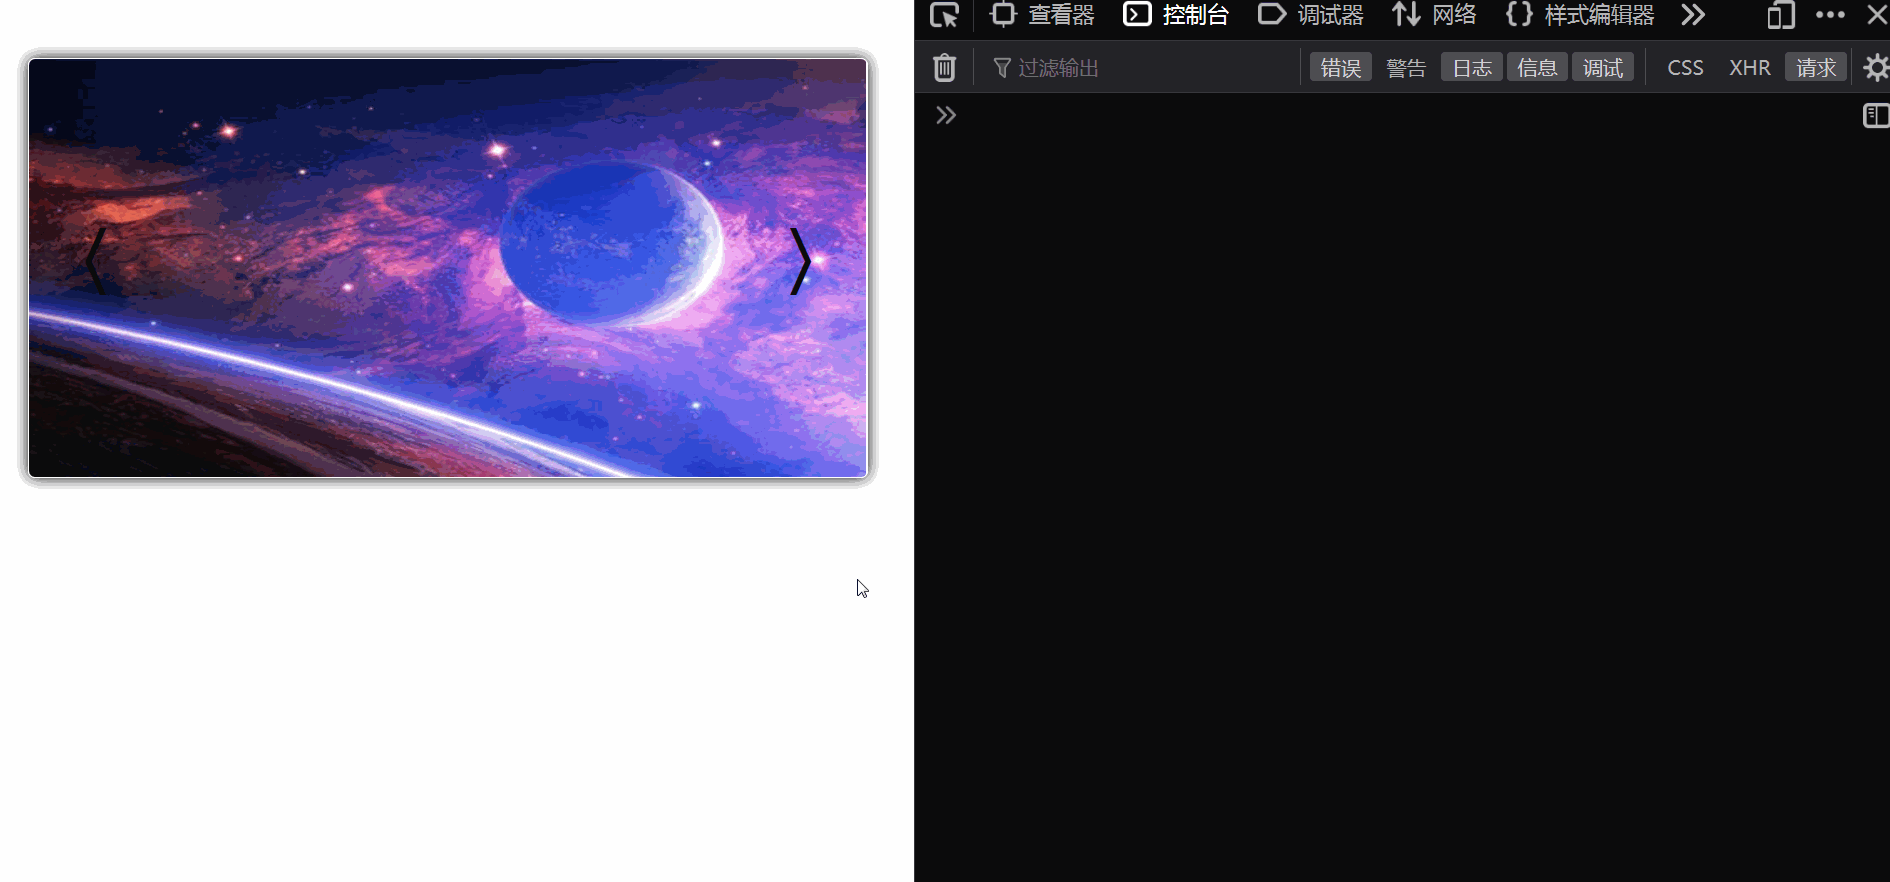 查看器 控制台 调试器 网络 样式编辑器
过滤输出 错误 警告 日志 信息 调试 CSS XHR 请求